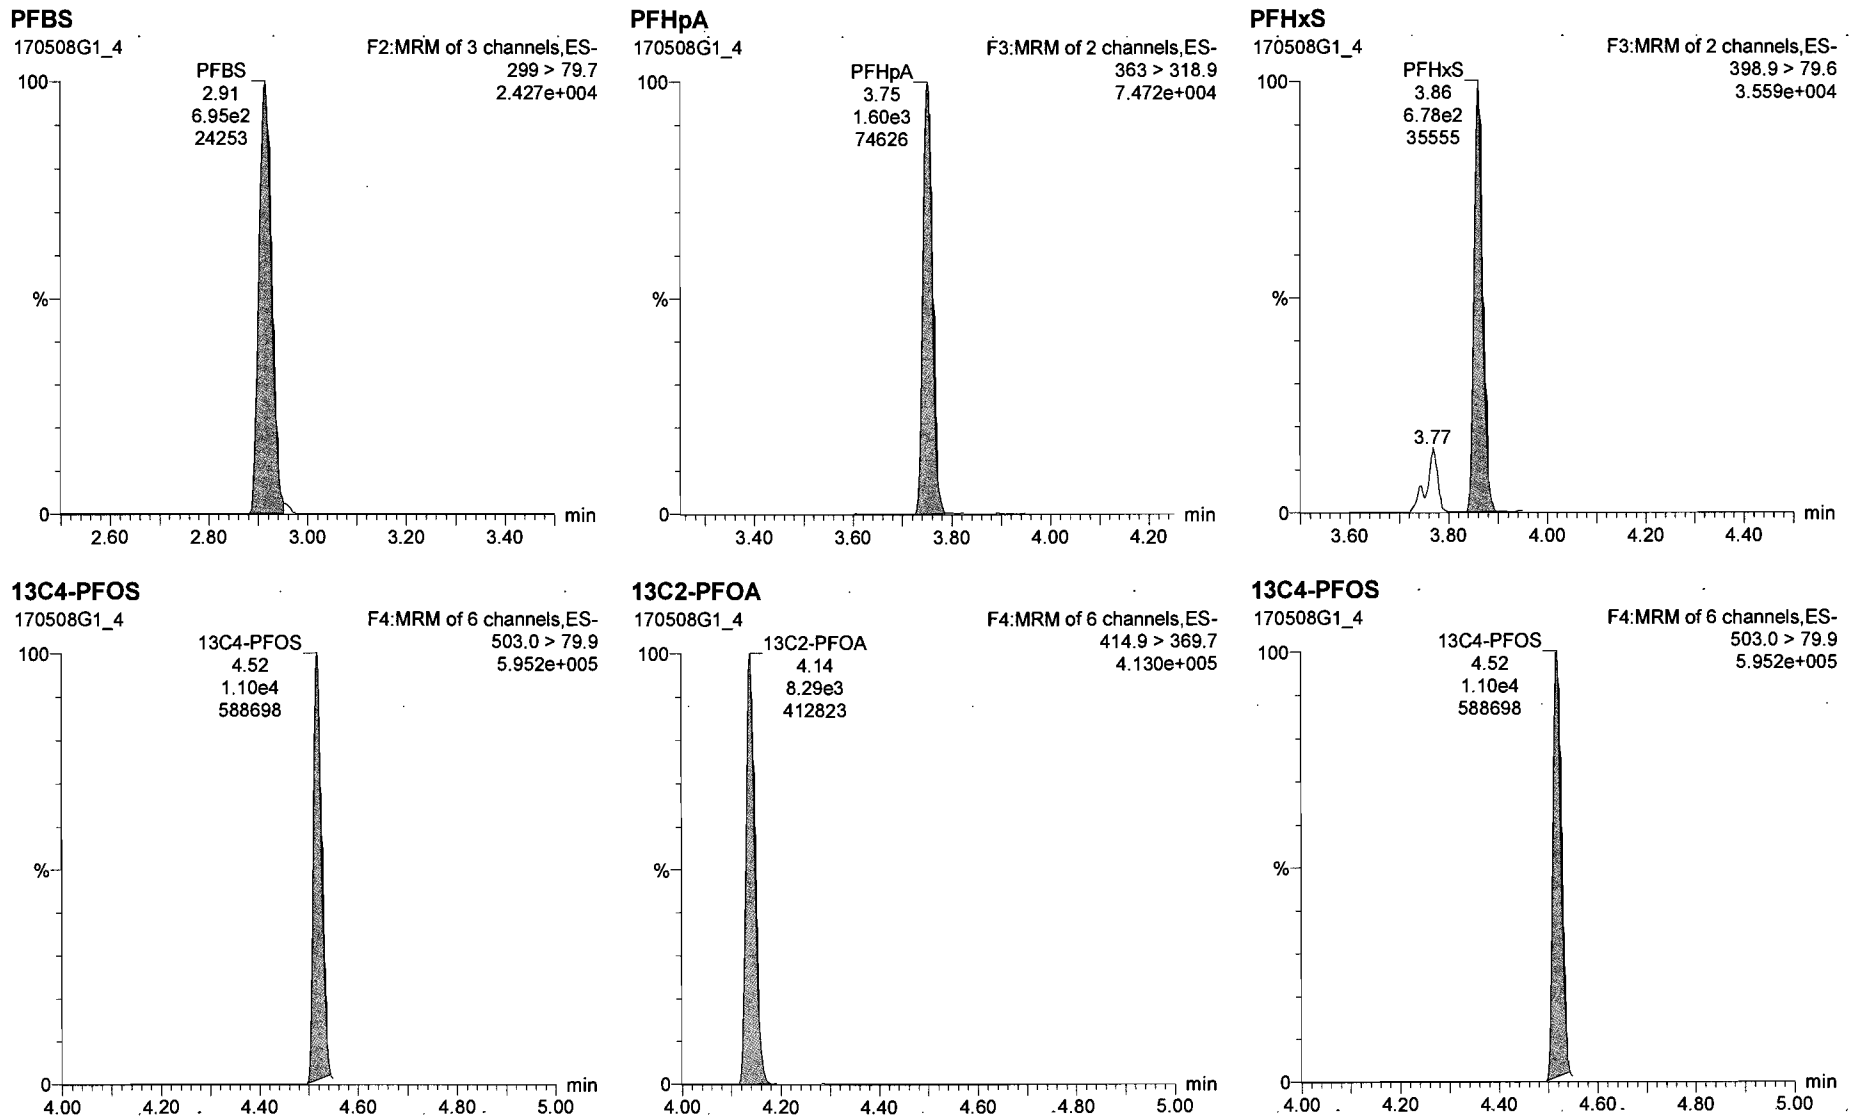 PFBS
170508G1_4
F2:MRM of 3 channels,ES-
299 > 79.7
2.427e+004
PFBS
2.91
6.95e2
24253
100
%
0
min
2.60 2.80 3.00 3.20 3.40
PFHpA
170508G1_4
F3:MRM of 2 channels,ES-
363 > 318.9
7.472e+004
PFHpA
3.75
1.60e3
74626
100
%
0
min
3.40 3.60 3.80 4.00 4.20
PFHxS
170508G1_4
F3:MRM of 2 channels,ES-
398.9 > 79.6
3.559e+004
PFHxS
3.86
6.78e2
35555
100
%
3.77
0
min
3.60 3.80 4.00 4.20 4.40
13C4-PFOS
170508G1_4
F4:MRM of 6 channels,ES-
503.0 > 79.9
5.952e+005
13C4-PFOS
4.52
1.10e4
588698
100
%
0
min
4.00 4.20 4.40 4.60 4.80 5.00
13C2-PFOA
170508G1_4
F4:MRM of 6 channels,ES-
414.9 > 369.7
4.130e+005
13C2-PFOA
4.14
8.29e3
412823
100
%
0
min
4.00 4.20 4.40 4.60 4.80 5.00
13C4-PFOS
170508G1_4
F4:MRM of 6 channels,ES-
503.0 > 79.9
5.952e+005
13C4-PFOS
4.52
1.10e4
588698
100
%
0
min
4.00 4.20 4.40 4.60 4.80 5.00